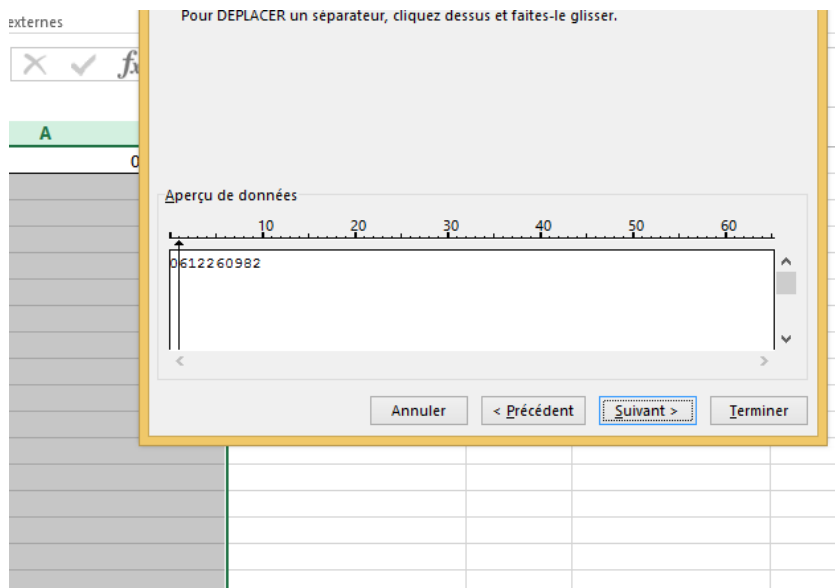 externes
Pour DEPLACER un séparateur, cliquez dessus et faites-le glisser.
A
0
Aperçu de données
10 20 30 40 50 60
0612260982
Annuler
< Précédent
Suivant >
Terminer